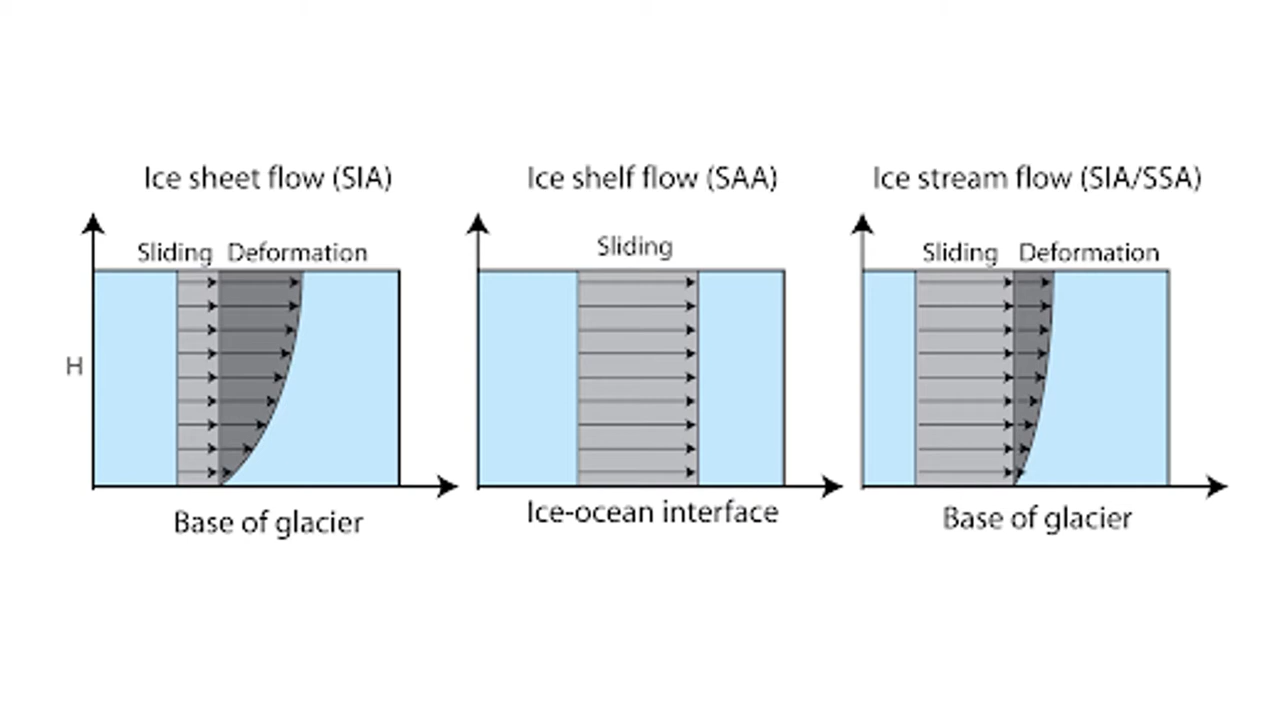 Ice sheet flow (SIA)
Ice shelf flow (SAA)
Ice stream flow (SIA/SSA)
Sliding Deformation
Sliding
Sliding Deformation
H
Base of glacier
Ice-ocean interface
Base of glacier